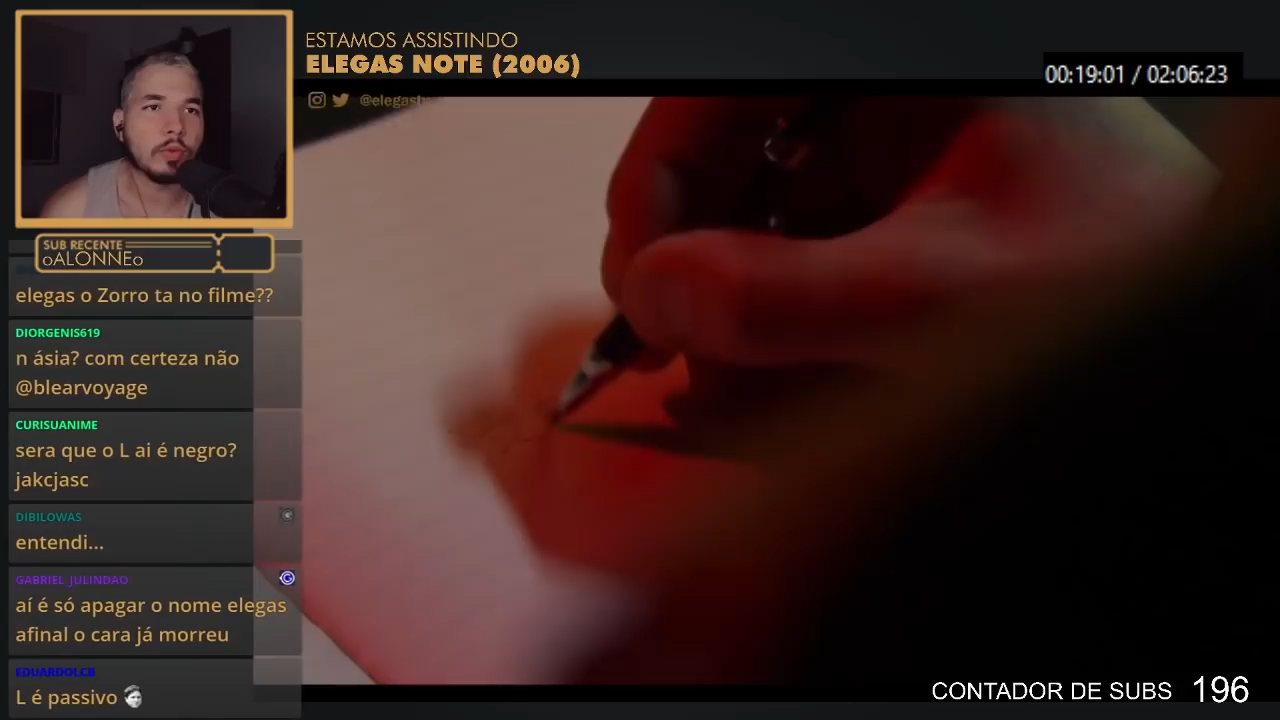 ESTAMOS ASSISTINDO
ELEGAS NOTE (2006)
00:19:01 / 02:06:23
SUB RECENTE
oALONNEo
elegas o Zorro ta no filme??
DIORGENIS619
n ásia? com certeza não
@blearvoyage
CURISUANIME
sera que o L ai é negro?
jakcjasc
DIBILOWAS
entendi...
GABRIEL_JULINDAO
aí é só apagar o nome elegas
afinal o cara já morreu
EDUARDOLCB
L é passivo
CONTADOR DE SUBS 196